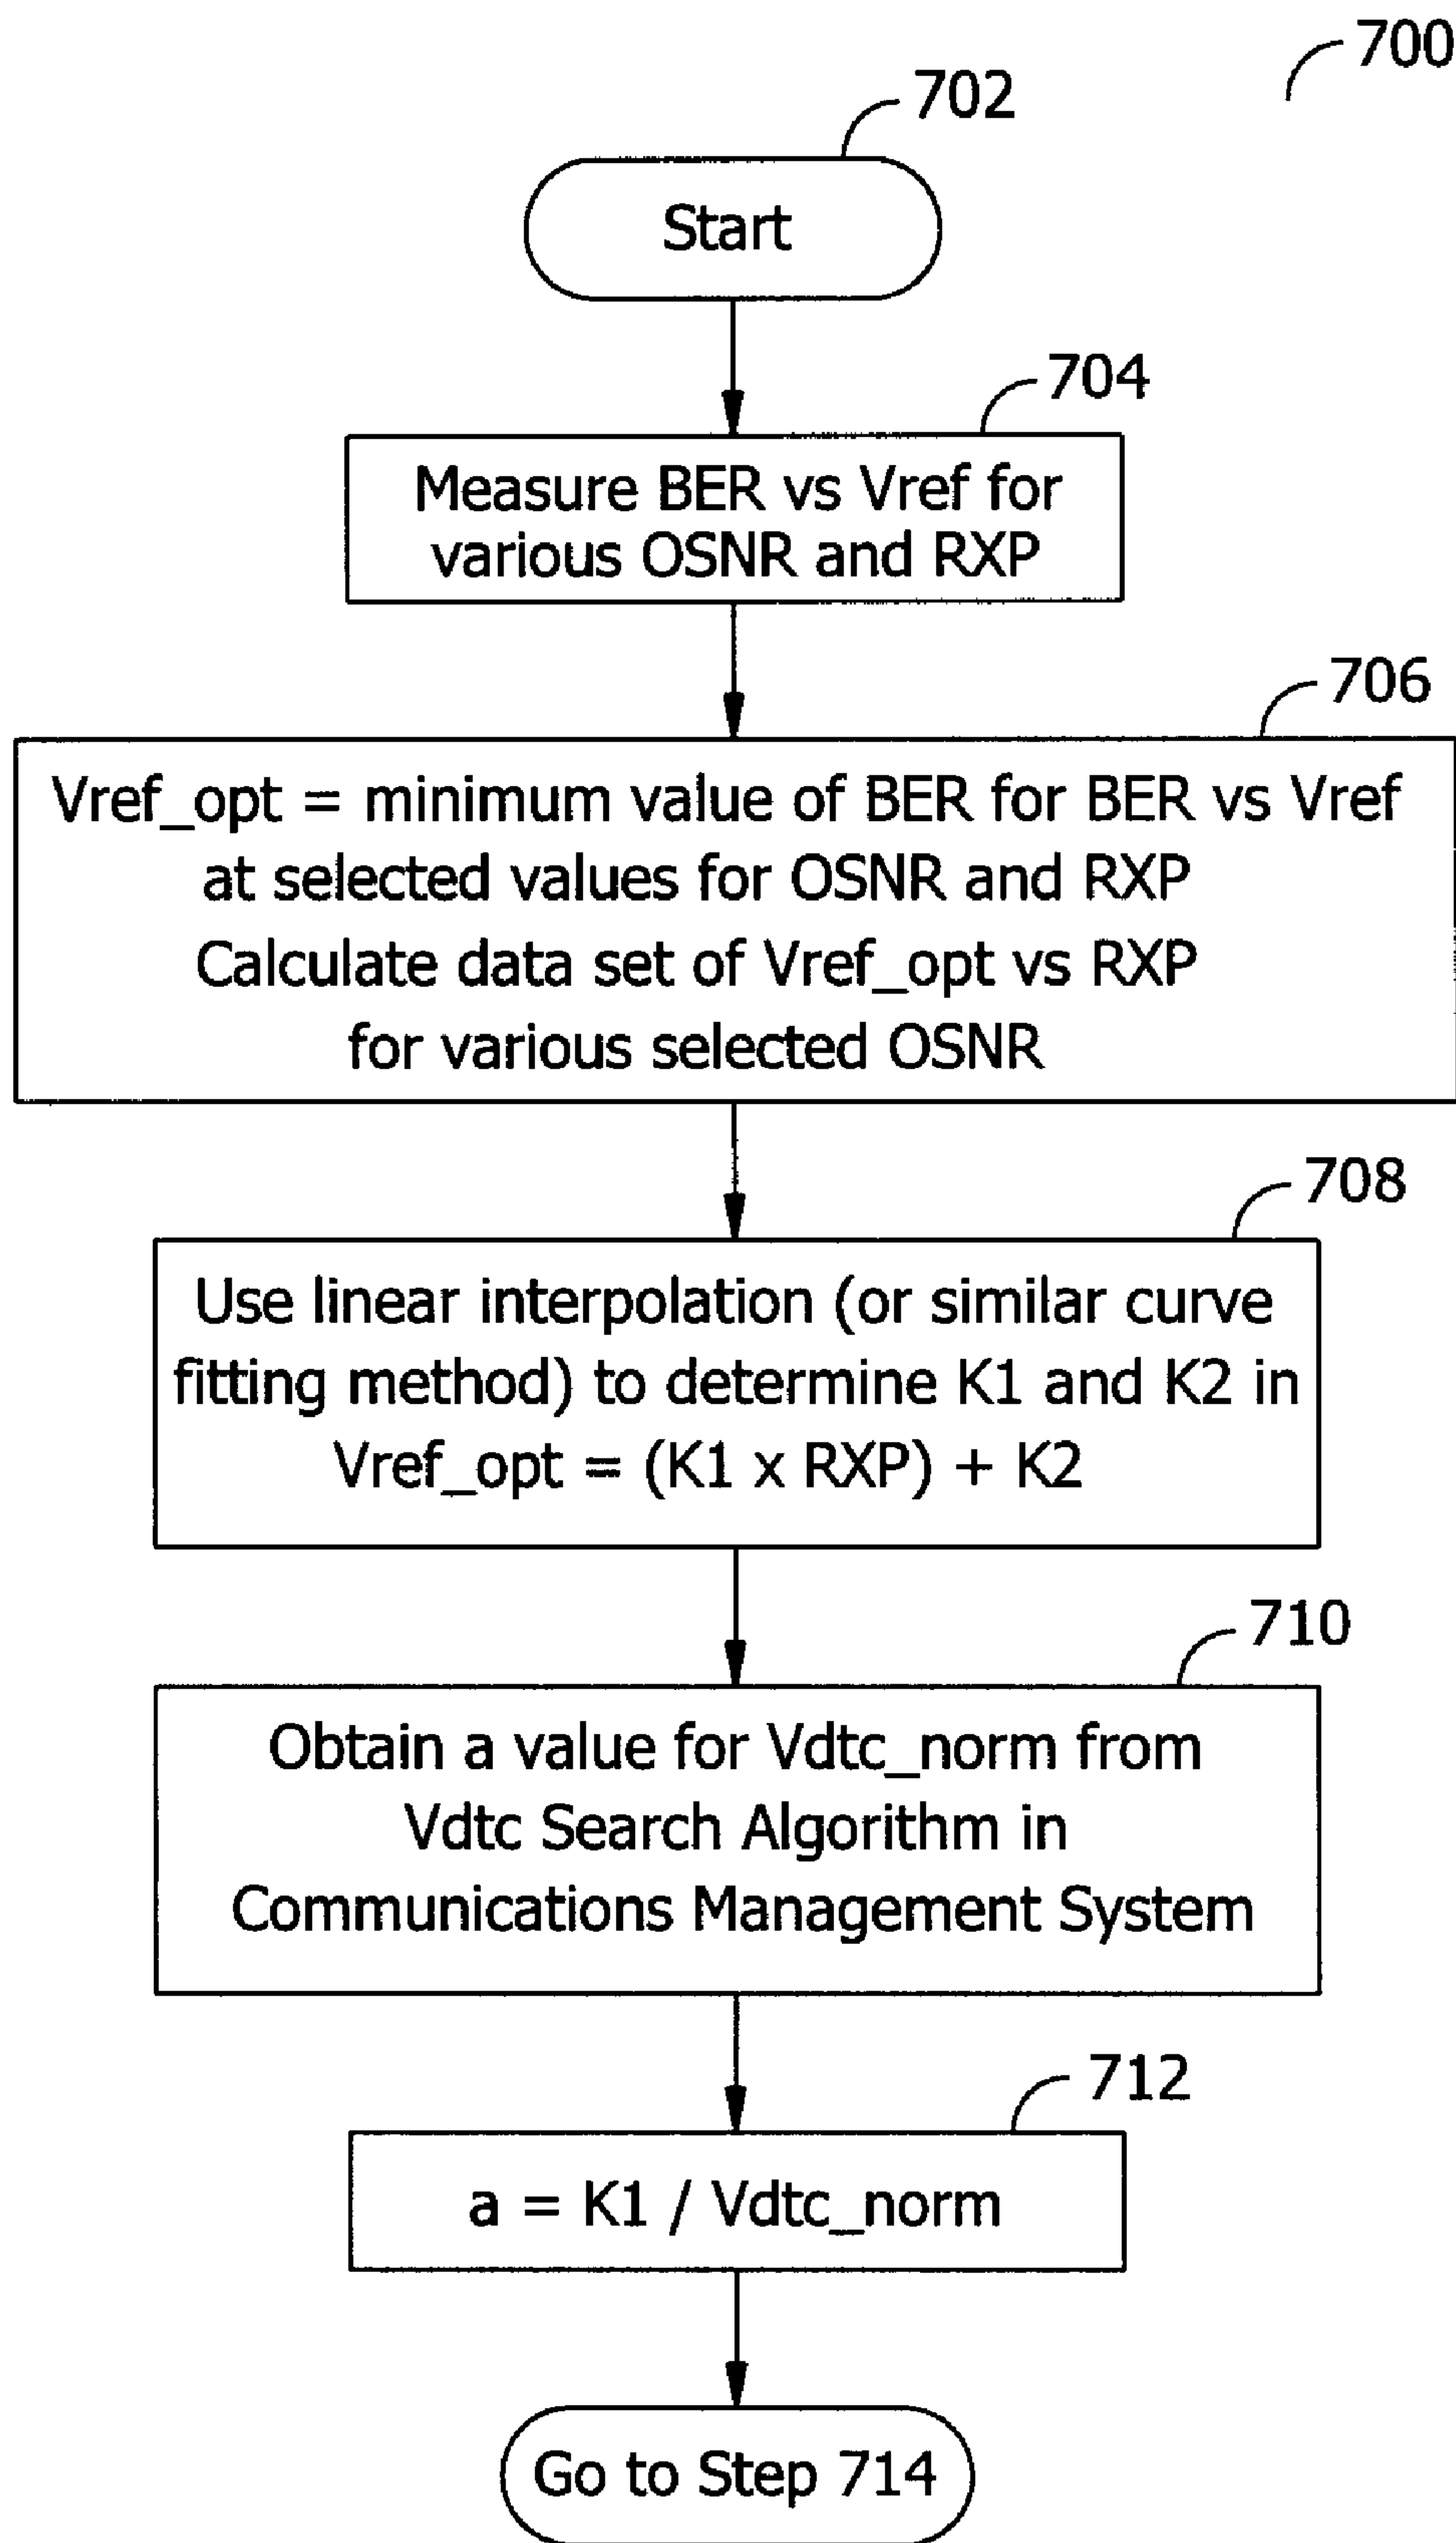 700
702
Start
704
Measure BER vs Vref for
various OSNR and RXP
706
Vref_opt = minimum value of BER for BER vs Vref
at selected values for OSNR and RXP
Calculate data set of Vref_opt vs RXP
for various selected OSNR
708
Use linear interpolation (or similar curve
fitting method) to determine K1 and K2 in
Vref_opt = (K1 x RXP) + K2
710
Obtain a value for Vdtc_norm from
Vdtc Search Algorithm in
Communications Management System
712
a = K1 / Vdtc_norm
Go to Step 714